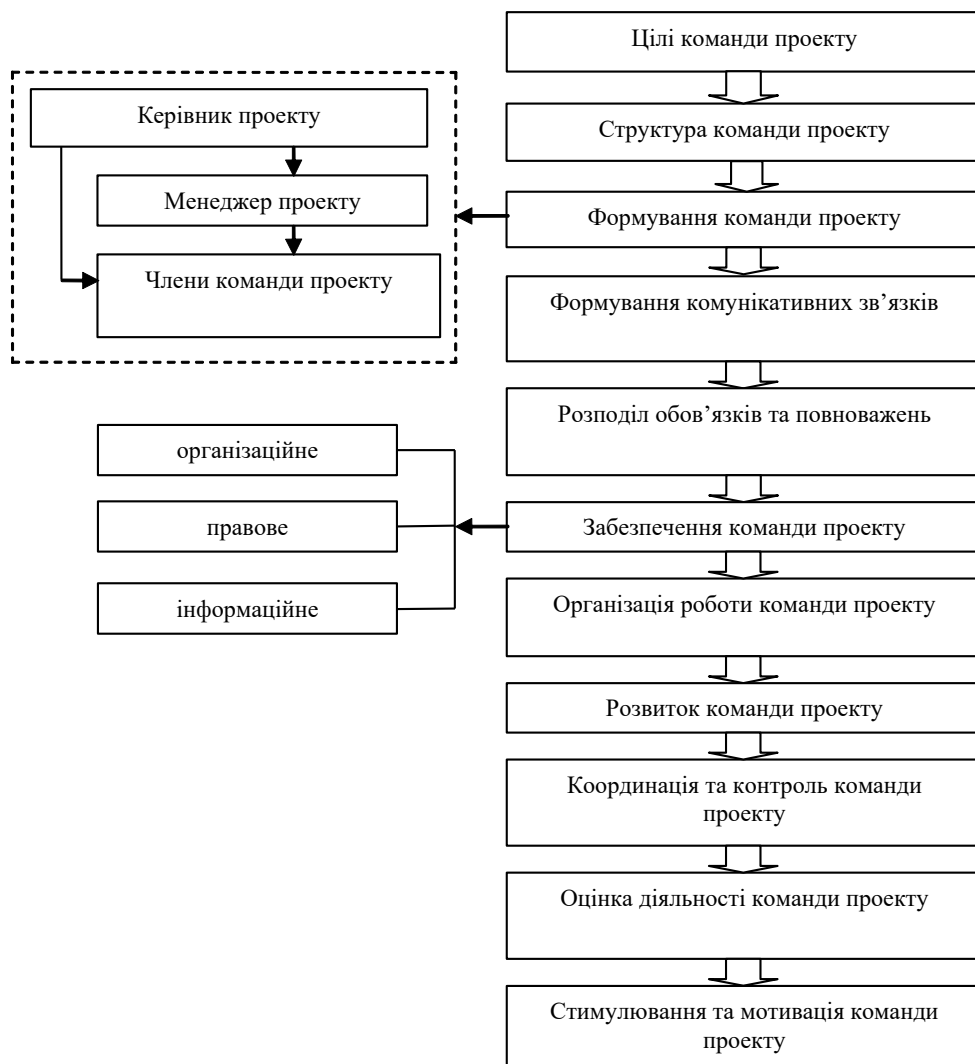 Цілі команди проекту
Керівник проекту
Структура команди проекту
Менеджер проекту
Формування команди проекту
Члени команди проекту
Формування комунікативних зв’язків
Розподіл обов’язків та повноважень
організаційне
правове
Забезпечення команди проекту
інформаційне
Організація роботи команди проекту
Розвиток команди проекту
Координація та контроль команди
проекту
Оцінка діяльності команди проекту
Стимулювання та мотивація команди
проекту